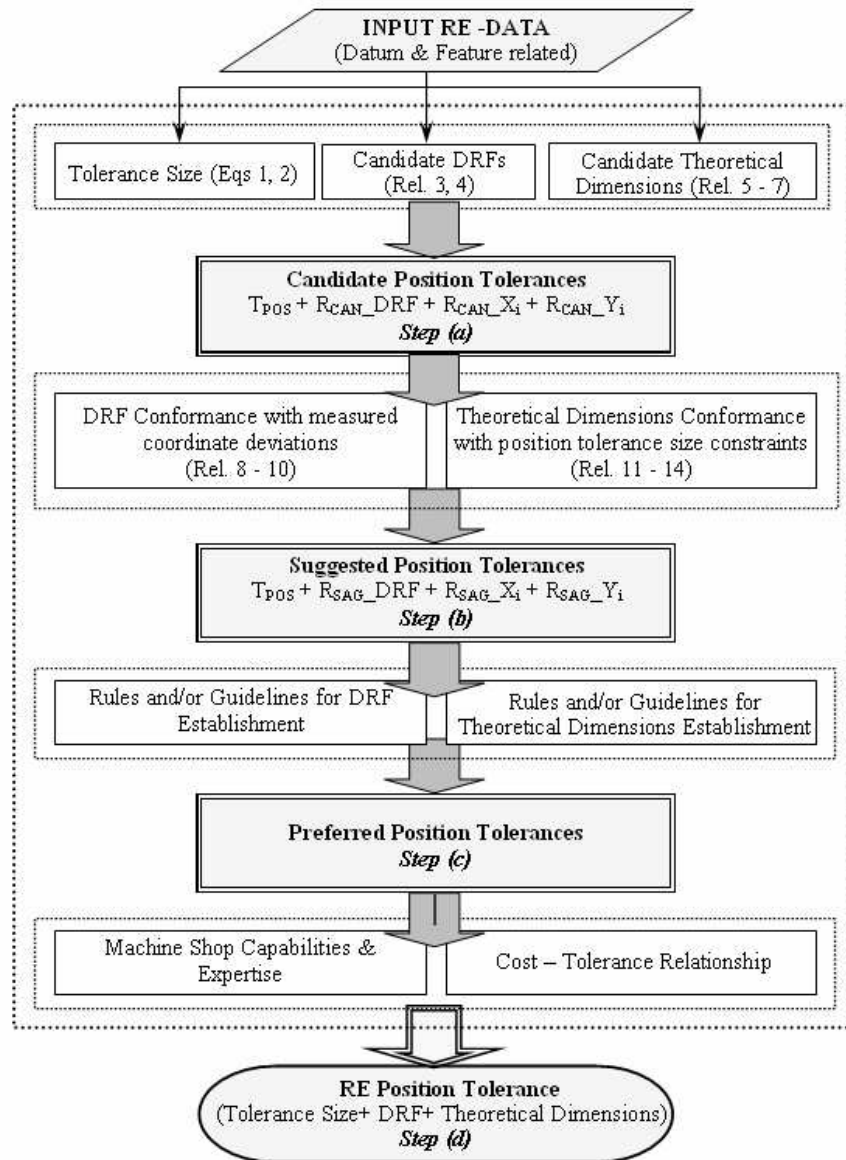 INPUT RE -DATA
(Datum & Feature related)
Tolerance Size (Eqs 1, 2)
Candidate DRFs
(Rel. 3, 4)
Candidate Theoretical
Dimensions (Rel. 5 - 7)
Candidate Position Tolerances
TPOS + RCAN_DRF + RCAN_Xi + RCAN_Yi
Step (a)
DRF Conformance with measured
coordinate deviations
(Rel. 8 - 10)
Theoretical Dimensions Conformance
with position tolerance size constraints
(Rel. 11 - 14)
Suggested Position Tolerances
TPOS + RSAG_DRF + RSAG_Xi + RSAG_Yi
Step (b)
Rules and/or Guidelines for DRF
Establishment
Rules and/or Guidelines for
Theoretical Dimensions Establishment
Preferred Position Tolerances
Step (c)
Machine Shop Capabilities &
Expertise
Cost – Tolerance Relationship
RE Position Tolerance
(Tolerance Size+ DRF+ Theoretical Dimensions)
Step (d)